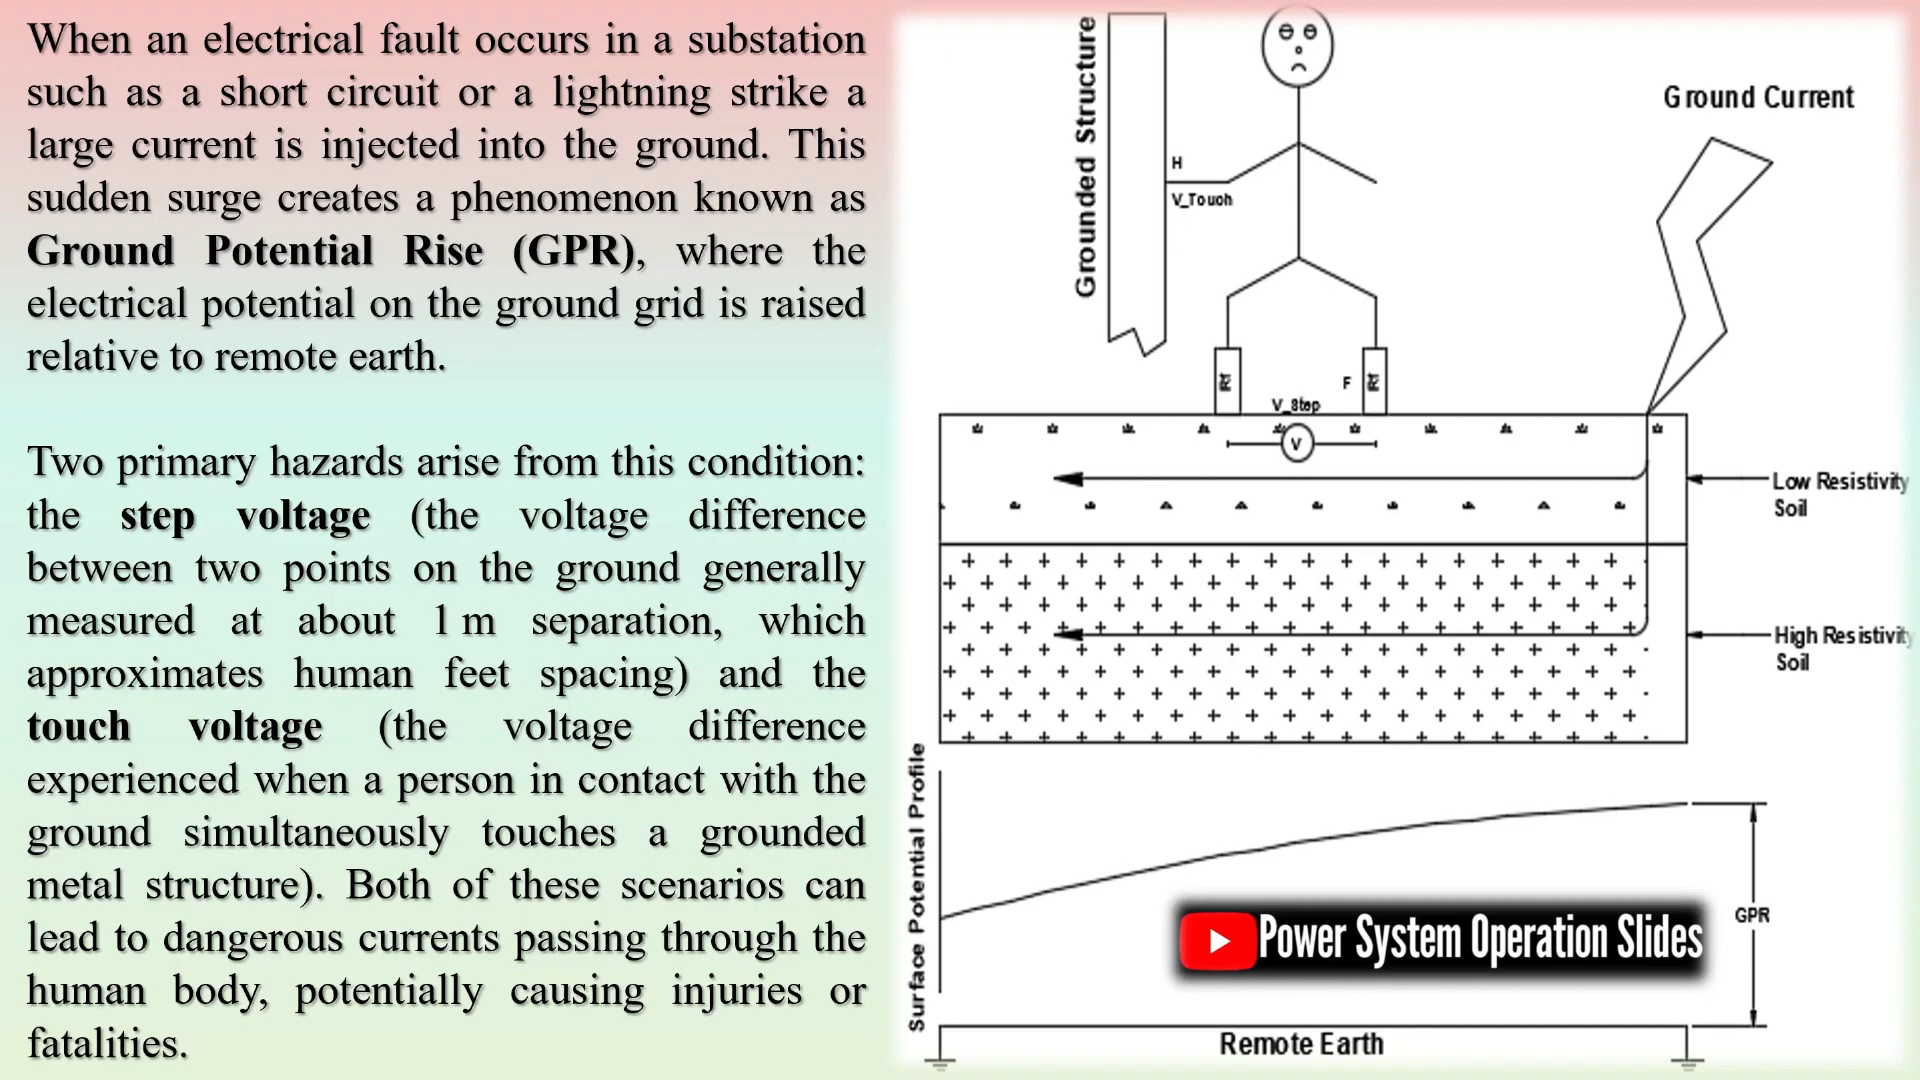 When an electrical fault occurs in a substation
such as a short circuit or a lightning strike a
large current is injected into the ground. This
sudden surge creates a phenomenon known as
Ground Potential Rise (GPR), where the
electrical potential on the ground grid is raised
relative to remote earth.
Two primary hazards arise from this condition:
the step voltage (the voltage difference
between two points on the ground generally
measured at about 1 m separation, which
approximates human feet spacing) and the
touch voltage (the voltage difference
experienced when a person in contact with the
ground simultaneously touches a grounded
metal structure). Both of these scenarios can
lead to dangerous currents passing through the
human body, potentially causing injuries or
fatalities.
Grounded Structure
H
V_Touch
Ground Current
Rf
F
Rf
V_Step
V
Low Resistivity
Soil
High Resistivity
Soil
Surface Potential Profile
GPR
Power System Operation Slides
Remote Earth